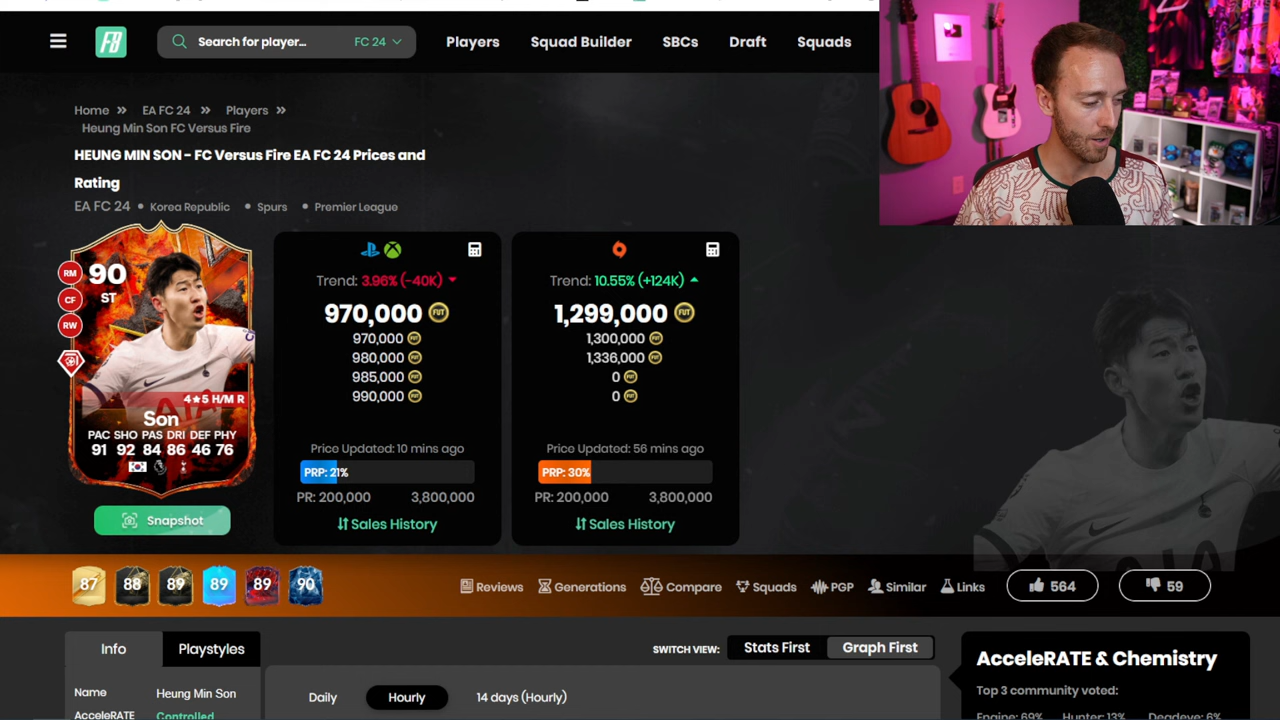 FB
Search for player...
FC 24
Players
Squad Builder
SBCs
Draft
Squads
Home » EA FC 24 » Players »
Heung Min Son FC Versus Fire
HEUNG MIN SON - FC Versus Fire EA FC 24 Prices and
Rating
EA FC 24 • Korea Republic • Spurs • Premier League
RM
CF
RW
90
ST
4★5 H/M R
Son
PAC SHO PAS DRI DEF PHY
91 92 84 86 46 76
Snapshot
Trend: 3.96% (-40K)
970,000
970,000
980,000
985,000
990,000
Price Updated: 10 mins ago
PRP: 21%
PR: 200,000 3,800,000
Sales History
Trend: 10.55% (+124K)
1,299,000
1,300,000
1,336,000
0
0
Price Updated: 56 mins ago
PRP: 30%
PR: 200,000 3,800,000
Sales History
87
88
89
89
89
90
Reviews
Generations
Compare
Squads
PGP
Similar
Links
564
59
Info
Playstyles
SWITCH VIEW:
Stats First
Graph First
Name Heung Min Son
AcceleRATE Controlled
Daily
Hourly
14 days (Hourly)
AcceleRATE & Chemistry
Top 3 community voted:
Engine: 69% Hunter: 13% Deadeye: 6%